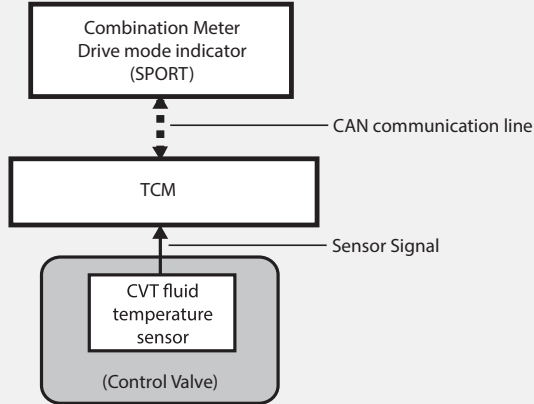 Combination Meter
Drive mode indicator
(SPORT)
CAN communication line
TCM
Sensor Signal
CVT fluid
temperature
sensor
(Control Valve)